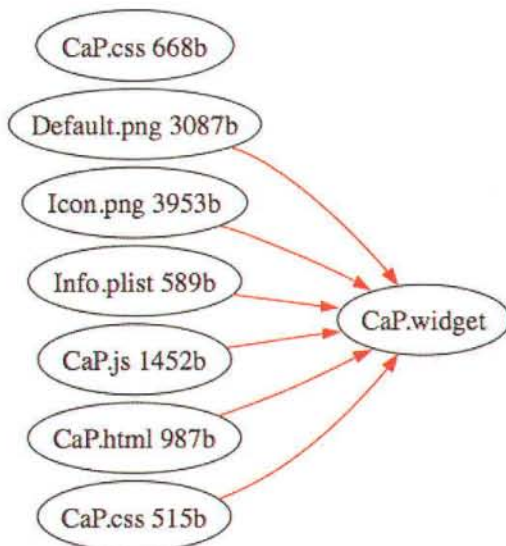 CaP.css 668b
Default.png 3087b
Icon.png 3953b
Info.plist 589b
CaP.widget
CaP.js 1452b
CaP.html 987b
CaP.css 515b